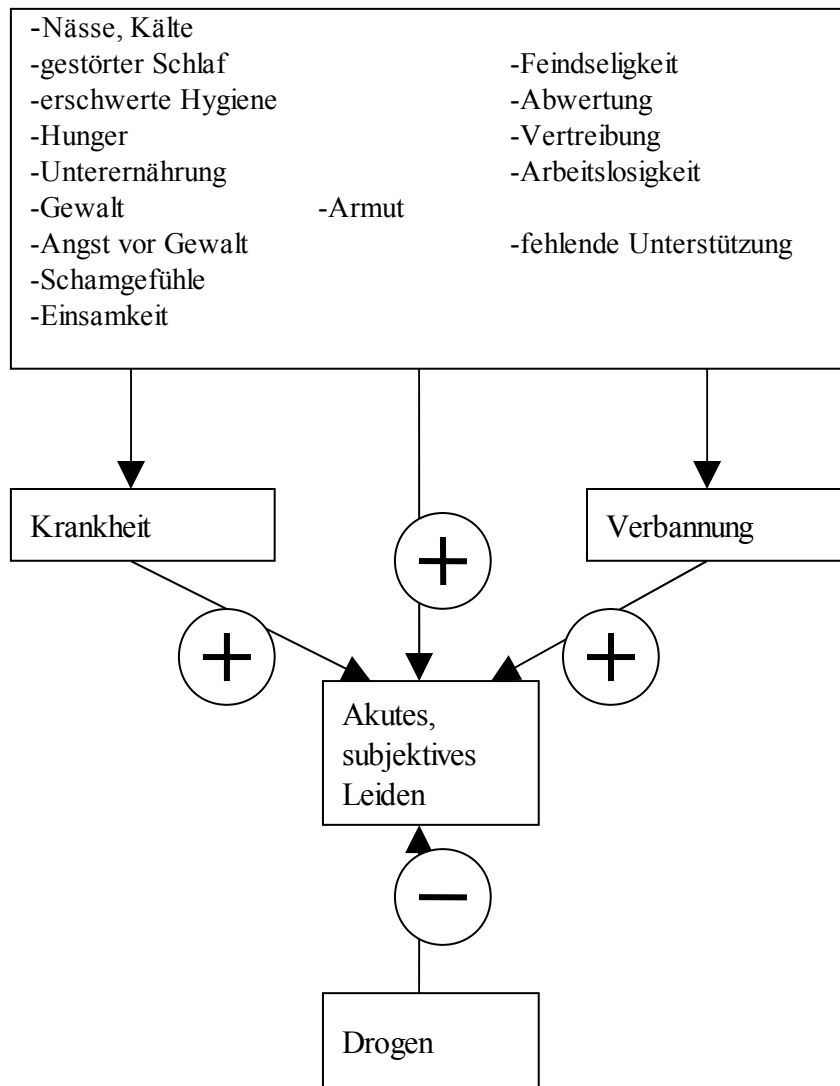 -Nässe, Kälte
-gestörter Schlaf -Feindseligkeit
-erschwerte Hygiene -Abwertung
-Hunger -Vertreibung
-Unterernährung -Arbeitslosigkeit
-Gewalt -Armut
-Angst vor Gewalt -fehlende Unterstützung
-Schamgefühle
-Einsamkeit
Krankheit Verbannung
+
+ +
Akutes,
subjektives
Leiden
−
Drogen